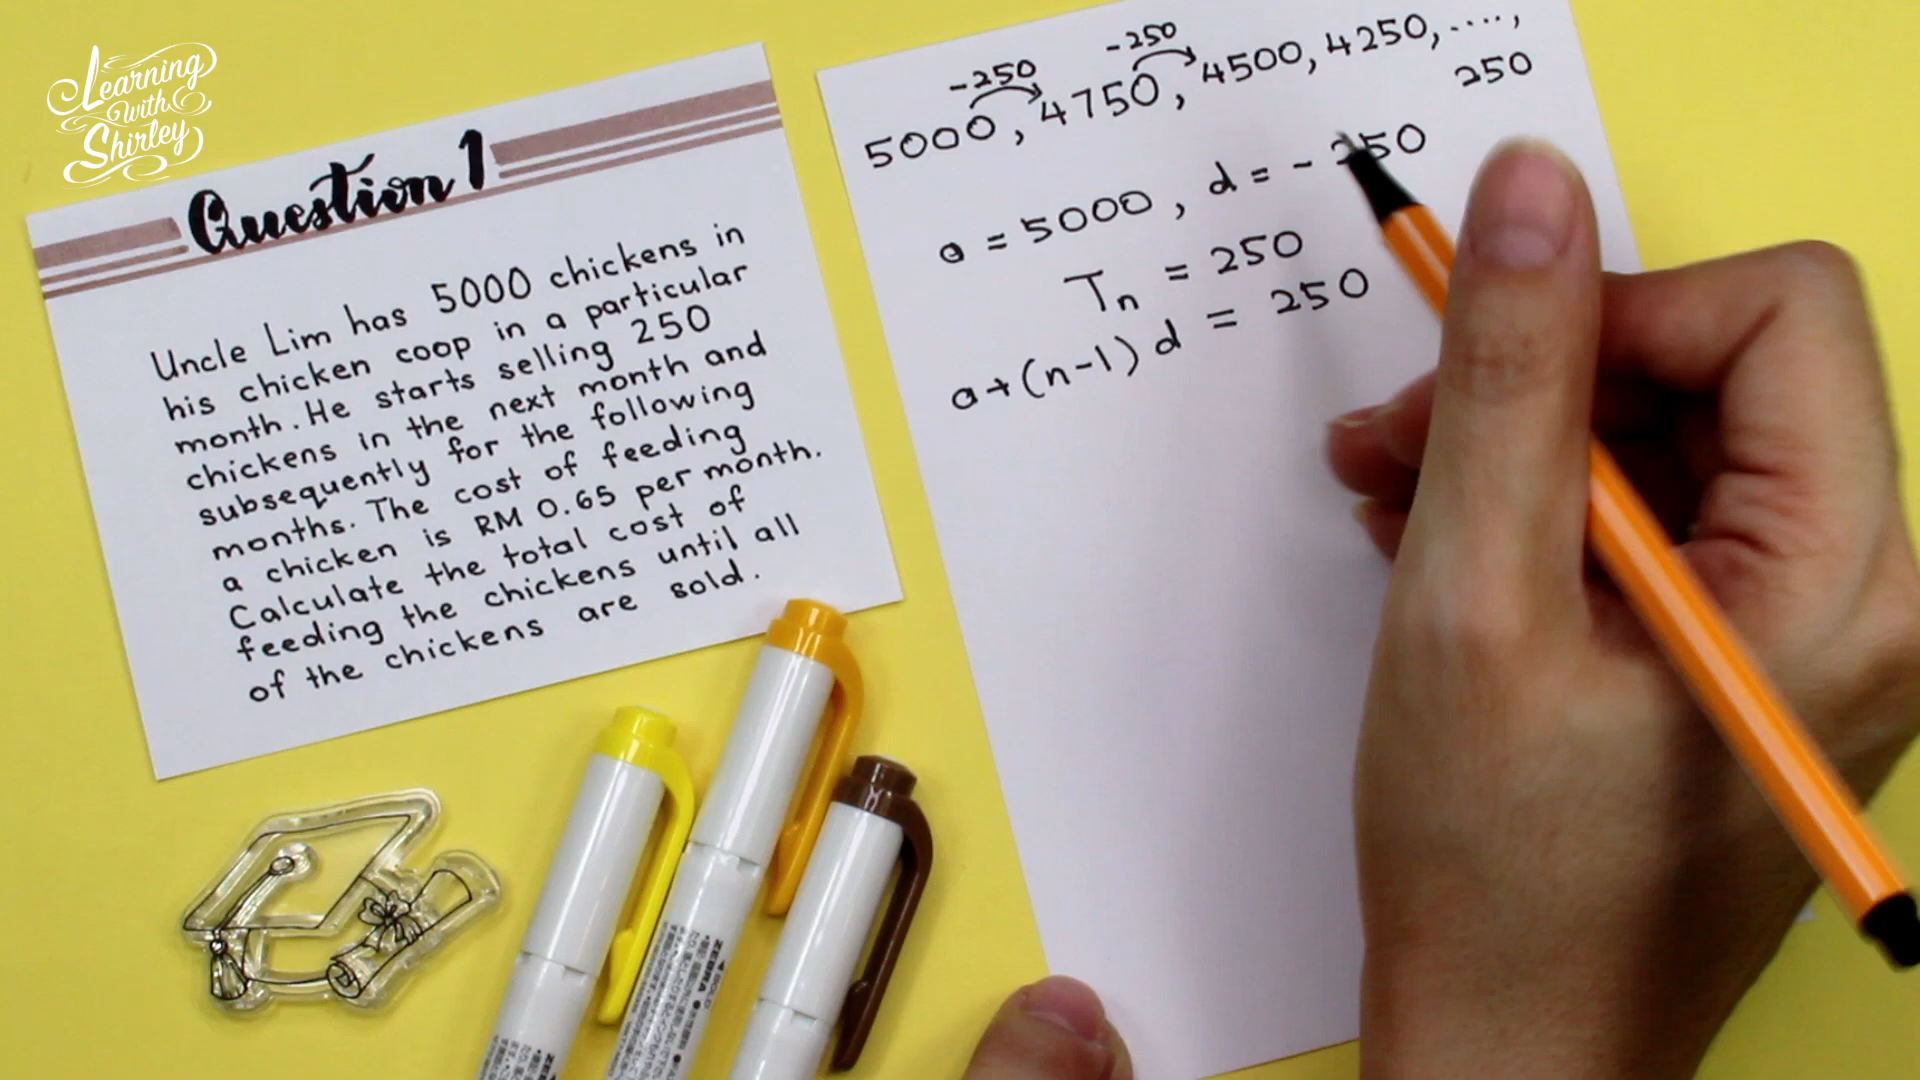 Learning
With
Shirley
Question 1
Uncle Lim has 5000 chickens in
his chicken coop in a particular
month. He starts selling 250
chickens in the next month and
subsequently for the following
months. The cost of feeding
a chicken is RM 0.65 per month.
Calculate the total cost of
feeding the chickens until all
of the chickens are sold.
-250 -250
5000, 4750, 4500, 4250, ....,
250
a = 5000, d = -250
Tn = 250
a+(n-1)d = 250
ZEBRA